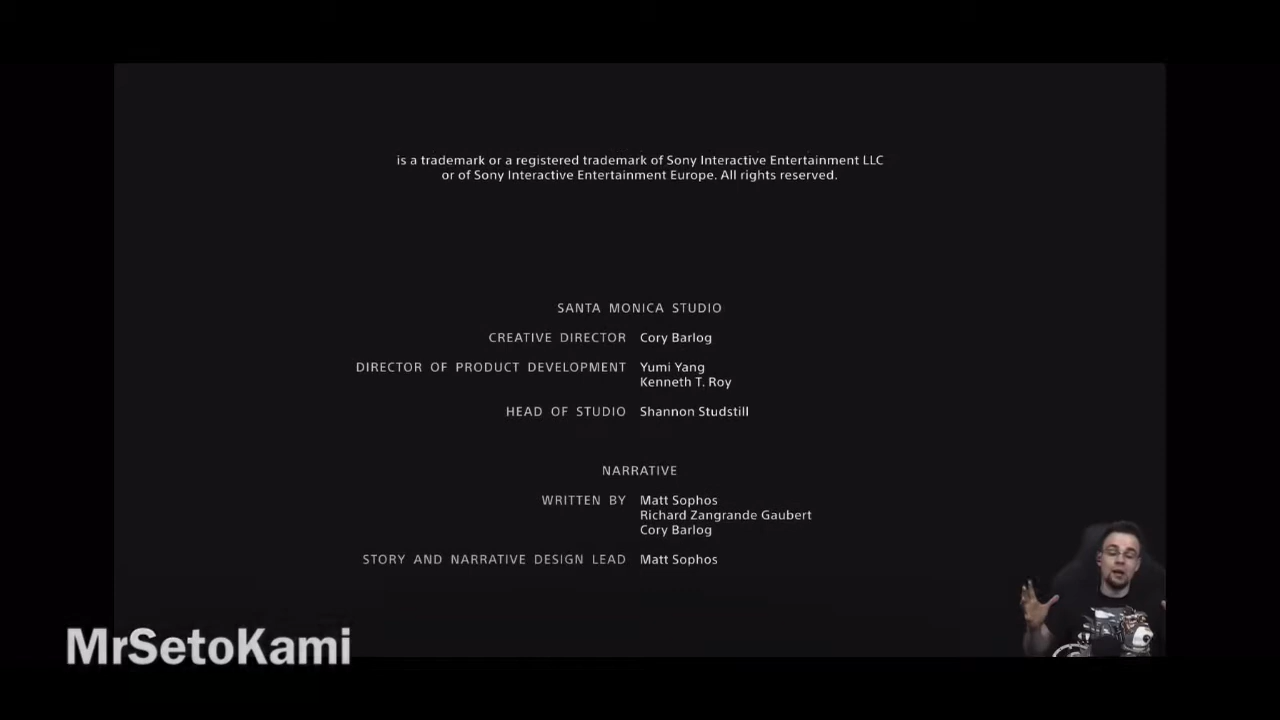 is a trademark or a registered trademark of Sony Interactive Entertainment LLC
or of Sony Interactive Entertainment Europe. All rights reserved.
SANTA MONICA STUDIO
CREATIVE DIRECTOR Cory Barlog
DIRECTOR OF PRODUCT DEVELOPMENT Yumi Yang
Kenneth T. Roy
HEAD OF STUDIO Shannon Studstill
NARRATIVE
WRITTEN BY Matt Sophos
Richard Zangrande Gaubert
Cory Barlog
STORY AND NARRATIVE DESIGN LEAD Matt Sophos
MrSetoKami